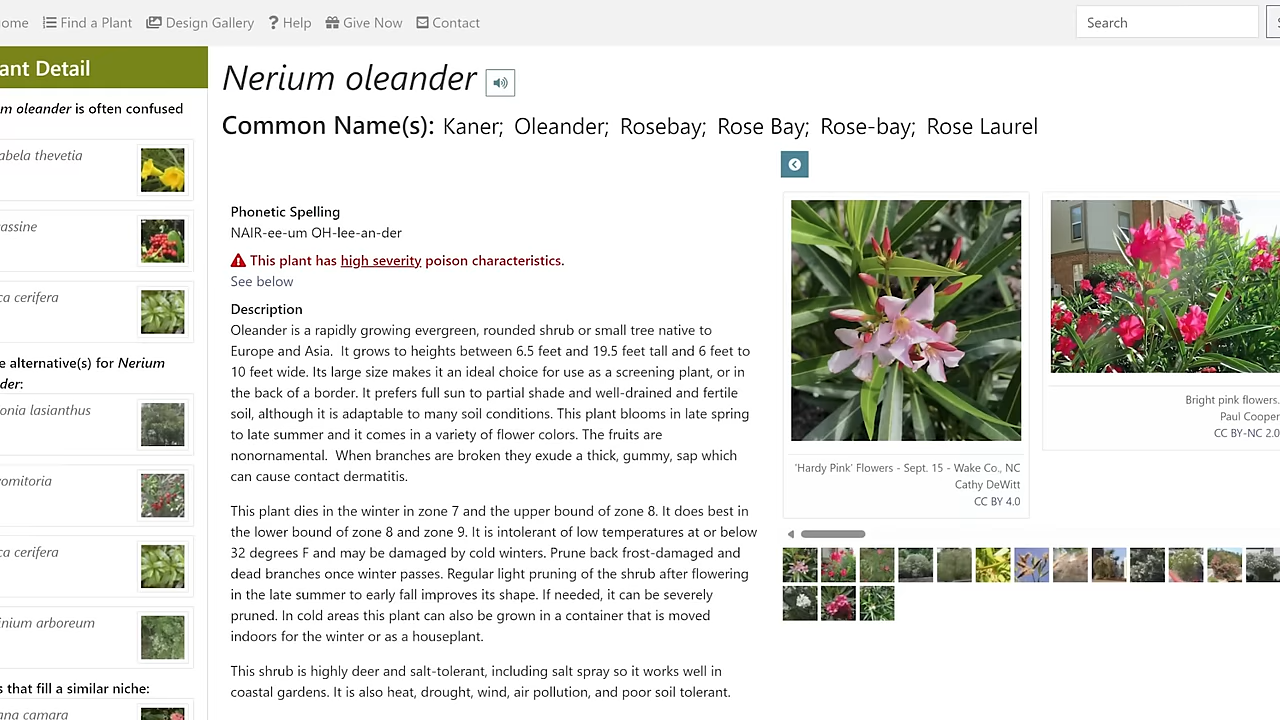 ome Find a Plant Design Gallery Help Give Now Contact Search S
ant Detail
m oleander is often confused
abela thevetia
assine
ca cerifera
e alternative(s) for Nerium
der:
onia lasianthus
vomitoria
ca cerifera
nium arboreum
s that fill a similar niche:
ana camara
Nerium oleander
Common Name(s): Kaner; Oleander; Rosebay; Rose Bay; Rose-bay; Rose Laurel
Phonetic Spelling
NAIR-ee-um OH-lee-an-der
This plant has high severity poison characteristics.
See below
Description
Oleander is a rapidly growing evergreen, rounded shrub or small tree native to
Europe and Asia. It grows to heights between 6.5 feet and 19.5 feet tall and 6 feet to
10 feet wide. Its large size makes it an ideal choice for use as a screening plant, or in
the back of a border. It prefers full sun to partial shade and well-drained and fertile
soil, although it is adaptable to many soil conditions. This plant blooms in late spring
to late summer and it comes in a variety of flower colors. The fruits are
nonornamental. When branches are broken they exude a thick, gummy, sap which
can cause contact dermatitis.
This plant dies in the winter in zone 7 and the upper bound of zone 8. It does best in
the lower bound of zone 8 and zone 9. It is intolerant of low temperatures at or below
32 degrees F and may be damaged by cold winters. Prune back frost-damaged and
dead branches once winter passes. Regular light pruning of the shrub after flowering
in the late summer to early fall improves its shape. If needed, it can be severely
pruned. In cold areas this plant can also be grown in a container that is moved
indoors for the winter or as a houseplant.
This shrub is highly deer and salt-tolerant, including salt spray so it works well in
coastal gardens. It is also heat, drought, wind, air pollution, and poor soil tolerant.
'Hardy Pink' Flowers - Sept. 15 - Wake Co., NC
Cathy DeWitt
CC BY 4.0
Bright pink flowers.
Paul Cooper
CC BY-NC 2.0